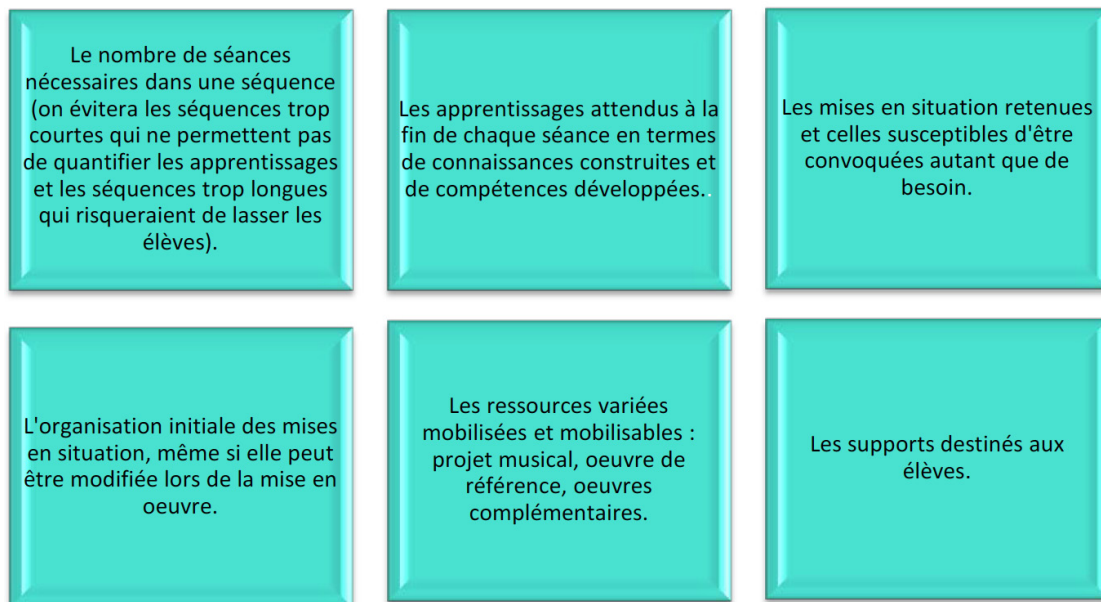 Le nombre de séances
nécessaires dans une séquence
(on évitera les séquences trop
courtes qui ne permettent pas
de quantifier les apprentissages
et les séquences trop longues
qui risqueraient de lasser les
élèves).
Les apprentissages attendus à la
fin de chaque séance en termes
de connaissances construites et
de compétences développées..
Les mises en situation retenues
et celles susceptibles d'être
convoquées autant que de
besoin.
L'organisation initiale des mises
en situation, même si elle peut
être modifiée lors de la mise en
oeuvre.
Les ressources variées
mobilisées et mobilisables :
projet musical, oeuvre de
référence, oeuvres
complémentaires.
Les supports destinés aux
élèves.